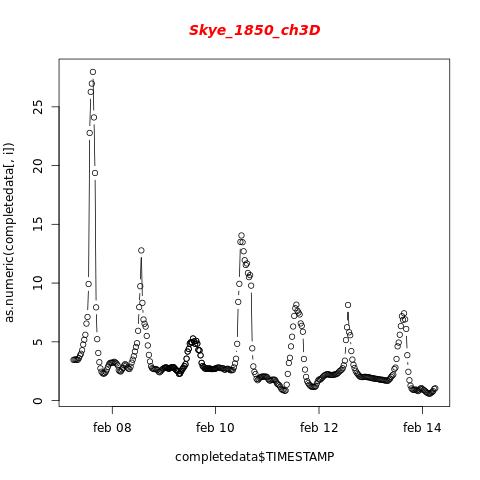 Skye_1850_ch3D
as.numeric(completedata[, i])
25
20
15
10
5
0
feb 08
feb 10
feb 12
feb 14
completedata$TIMESTAMP